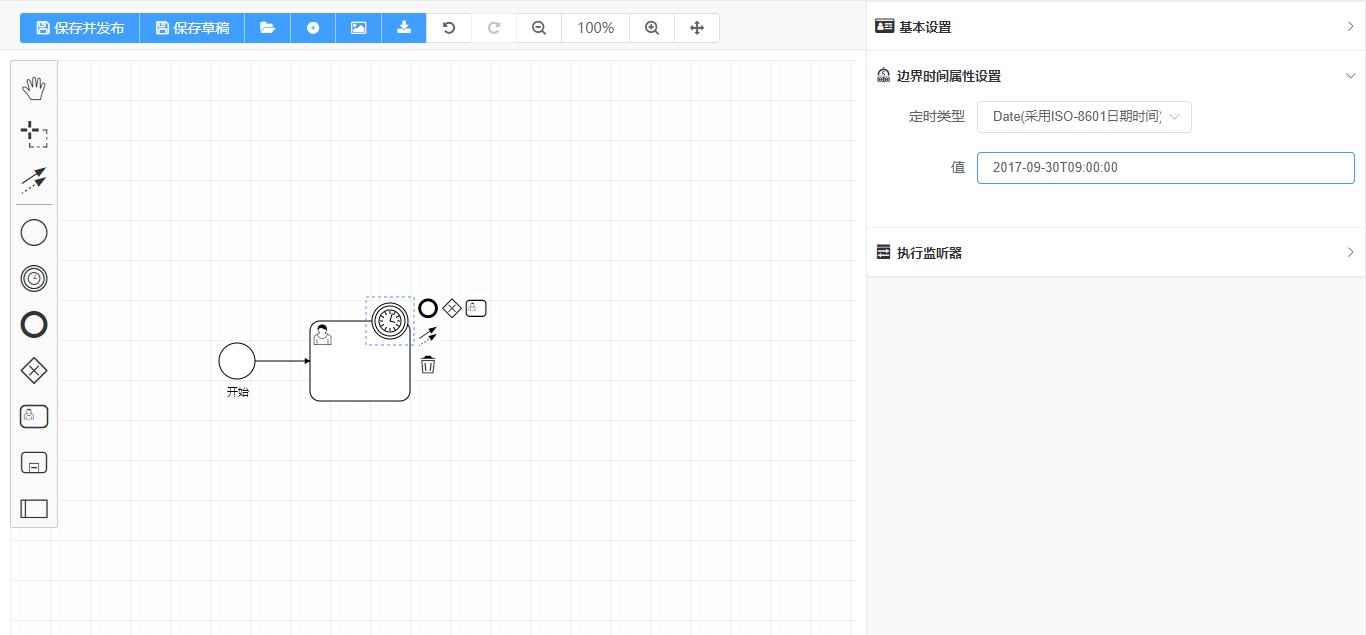 保存并发布
保存草稿
100%
基本设置
边界时间属性设置
定时类型
Date(采用ISO-8601日期时间)
值
2017-09-30T09:00:00
执行监听器
开始